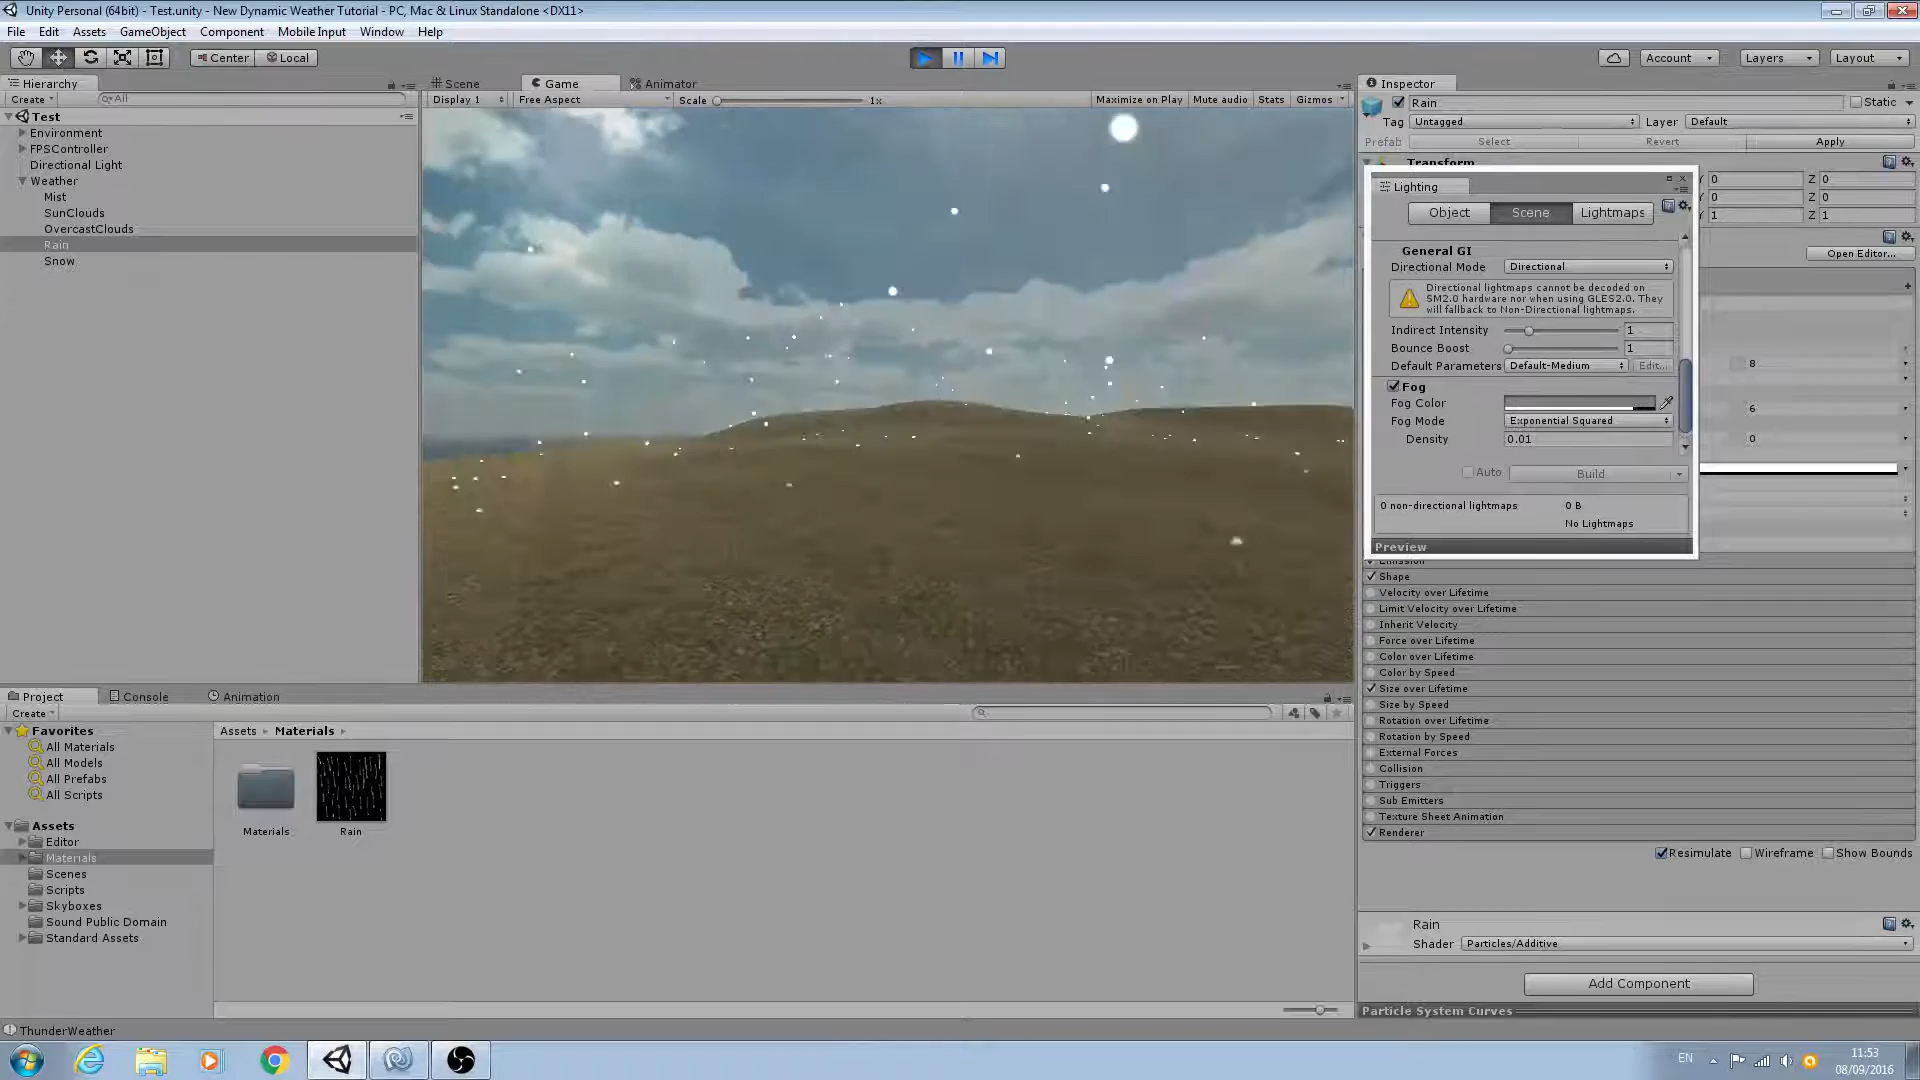 Unity Personal (64bit) - Test.unity - New Dynamic Weather Tutorial - PC, Mac & Linux Standalone <DX11>
File Edit Assets GameObject Component Mobile Input Window Help
Center Local Account Layers Layout
Hierarchy
Create All
Test
Environment
FPSController
Directional Light
Weather
Mist
SunClouds
OvercastClouds
Rain
Snow
Scene Game Animator
Display 1 Free Aspect Scale 1x Maximize on Play Mute audio Stats Gizmos
Inspector
Rain Static
Tag Untagged Layer Default
Prefab Select Revert Apply
Transform
Z 0
0
Z 0
0
Z 1
1
Open Editor...
8
6
0
Lighting
Object Scene Lightmaps
General GI
Directional Mode Directional
Directional lightmaps cannot be decoded on
SM2.0 hardware nor when using GLES2.0. They
will fallback to Non-Directional lightmaps.
Indirect Intensity 1
Bounce Boost 1
Default Parameters Default-Medium Edit...
Fog
Fog Color
Fog Mode Exponential Squared
Density 0.01
Auto Build
0 non-directional lightmaps 0 B
No Lightmaps
Preview
Emission
Shape
Velocity over Lifetime
Limit Velocity over Lifetime
Inherit Velocity
Force over Lifetime
Color over Lifetime
Color by Speed
Size over Lifetime
Size by Speed
Rotation over Lifetime
Rotation by Speed
External Forces
Collision
Triggers
Sub Emitters
Texture Sheet Animation
Renderer
Resimulate Wireframe Show Bounds
Rain
Shader Particles/Additive
Add Component
Particle System Curves
Project Console Animation
Create
Favorites
All Materials
All Models
All Prefabs
All Scripts
Assets
Editor
Materials
Scenes
Scripts
Skyboxes
Sound Public Domain
Standard Assets
Assets Materials
Materials
Rain
ThunderWeather
EN
11:53
08/09/2016